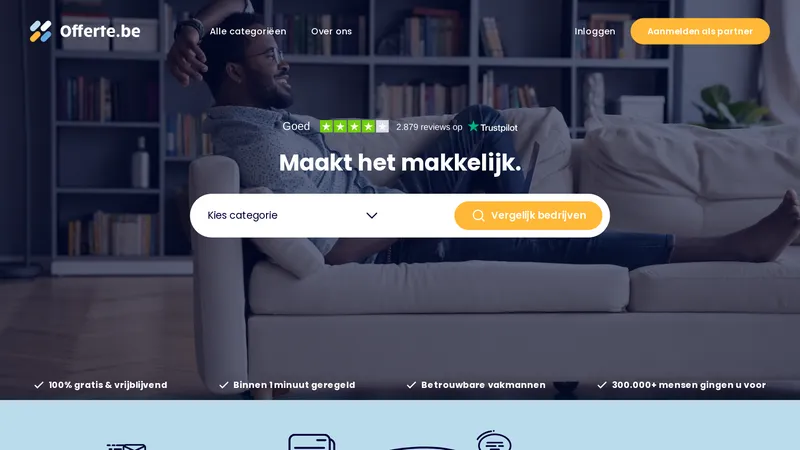 Offerte.be
Alle categorieën
Over ons
Inloggen
Aanmelden als partner
Goed
2.879 reviews op
Trustpilot
Maakt het makkelijk.
Kies categorie
Vergelijk bedrijven
100% gratis & vrijblijvend
Binnen 1 minuut geregeld
Betrouwbare vakmannen
300.000+ mensen gingen u voor